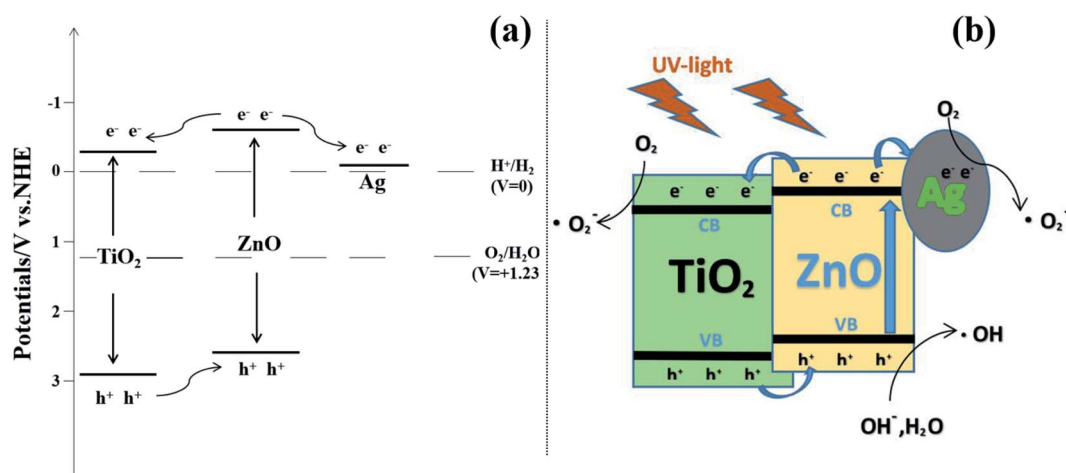 (a)
Potentials/V vs.NHE
-1
0
1
2
3
e⁻ e⁻
e⁻ e⁻
e⁻ e⁻
Ag
H⁺/H₂
(V=0)
TiO₂
ZnO
O₂/H₂O
(V=+1.23
h⁺ h⁺
h⁺ h⁺
(b)
UV-light
O₂
O₂
e⁻ e⁻ e⁻
e⁻ e⁻ e⁻
e⁻ e⁻
Ag
· O₂⁻
· O₂⁻
CB
CB
TiO₂
ZnO
VB
VB
h⁺ h⁺ h⁺
h⁺ h⁺ h⁺
· OH
OH⁻,H₂O